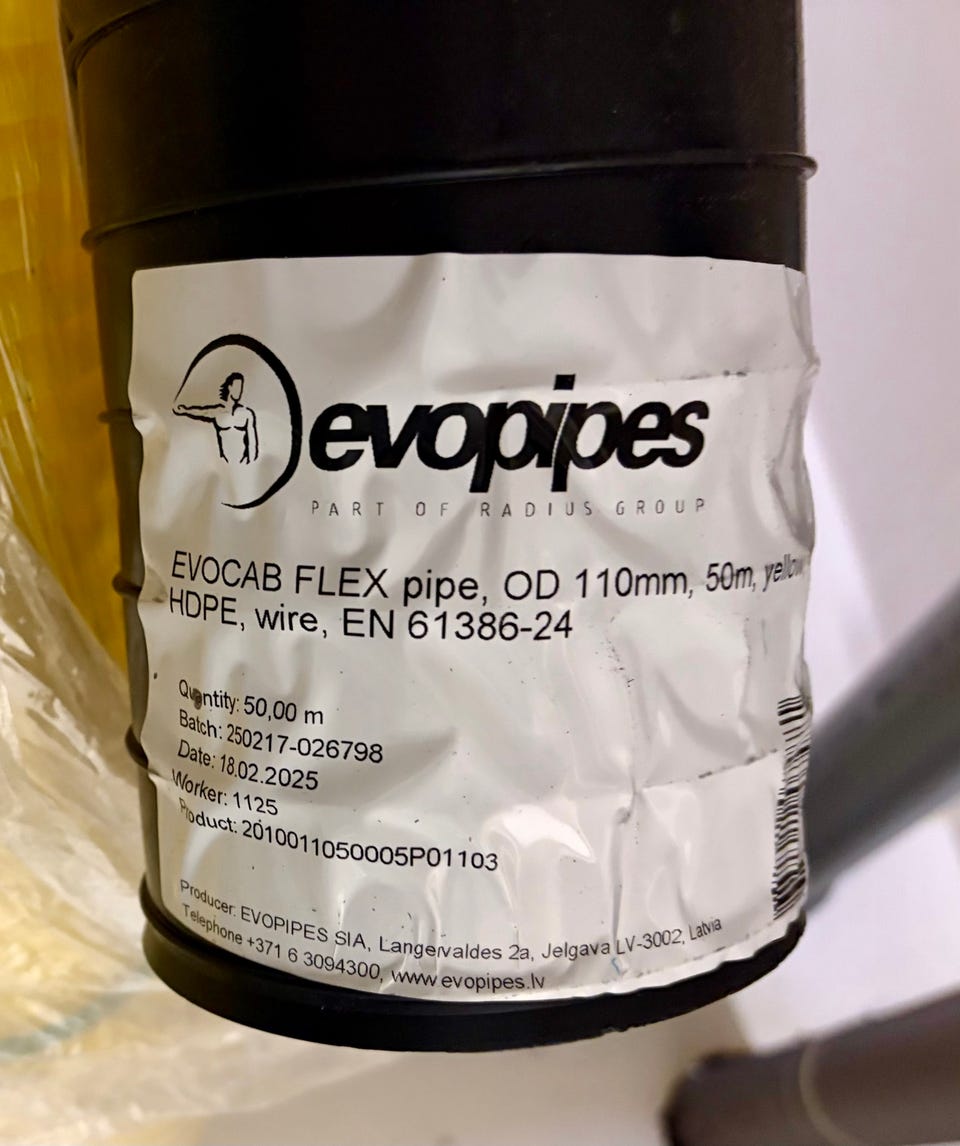 evopipes
PART OF RADIUS GROUP
EVOCAB FLEX pipe, OD 110mm, 50m, yellow
HDPE, wire, EN 61386-24
Quantity: 50,00 m
Batch: 250217-026798
Date: 18.02.2025
Worker: 1125
Product: 2010011050005P01103
Producer: EVOPIPES SIA, Langervaldes 2a, Jelgava LV-3002, Latvia
Telephone +371 6 3094300, www.evopipes.lv